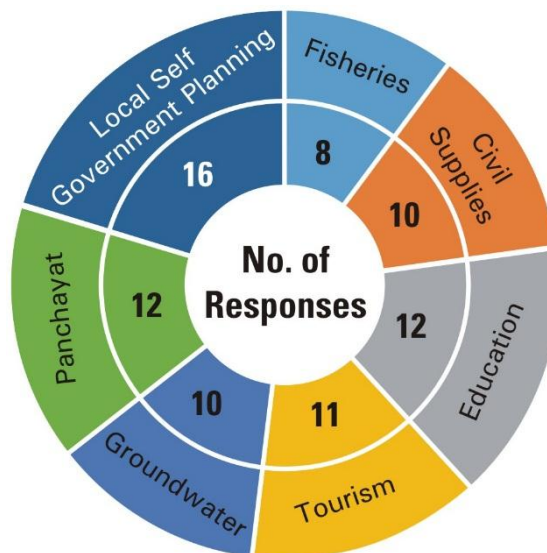 No. of
Responses
Fisheries
8
Civil
Supplies
10
Education
12
Tourism
11
Groundwater
10
Panchayat
12
Local Self
Government Planning
16